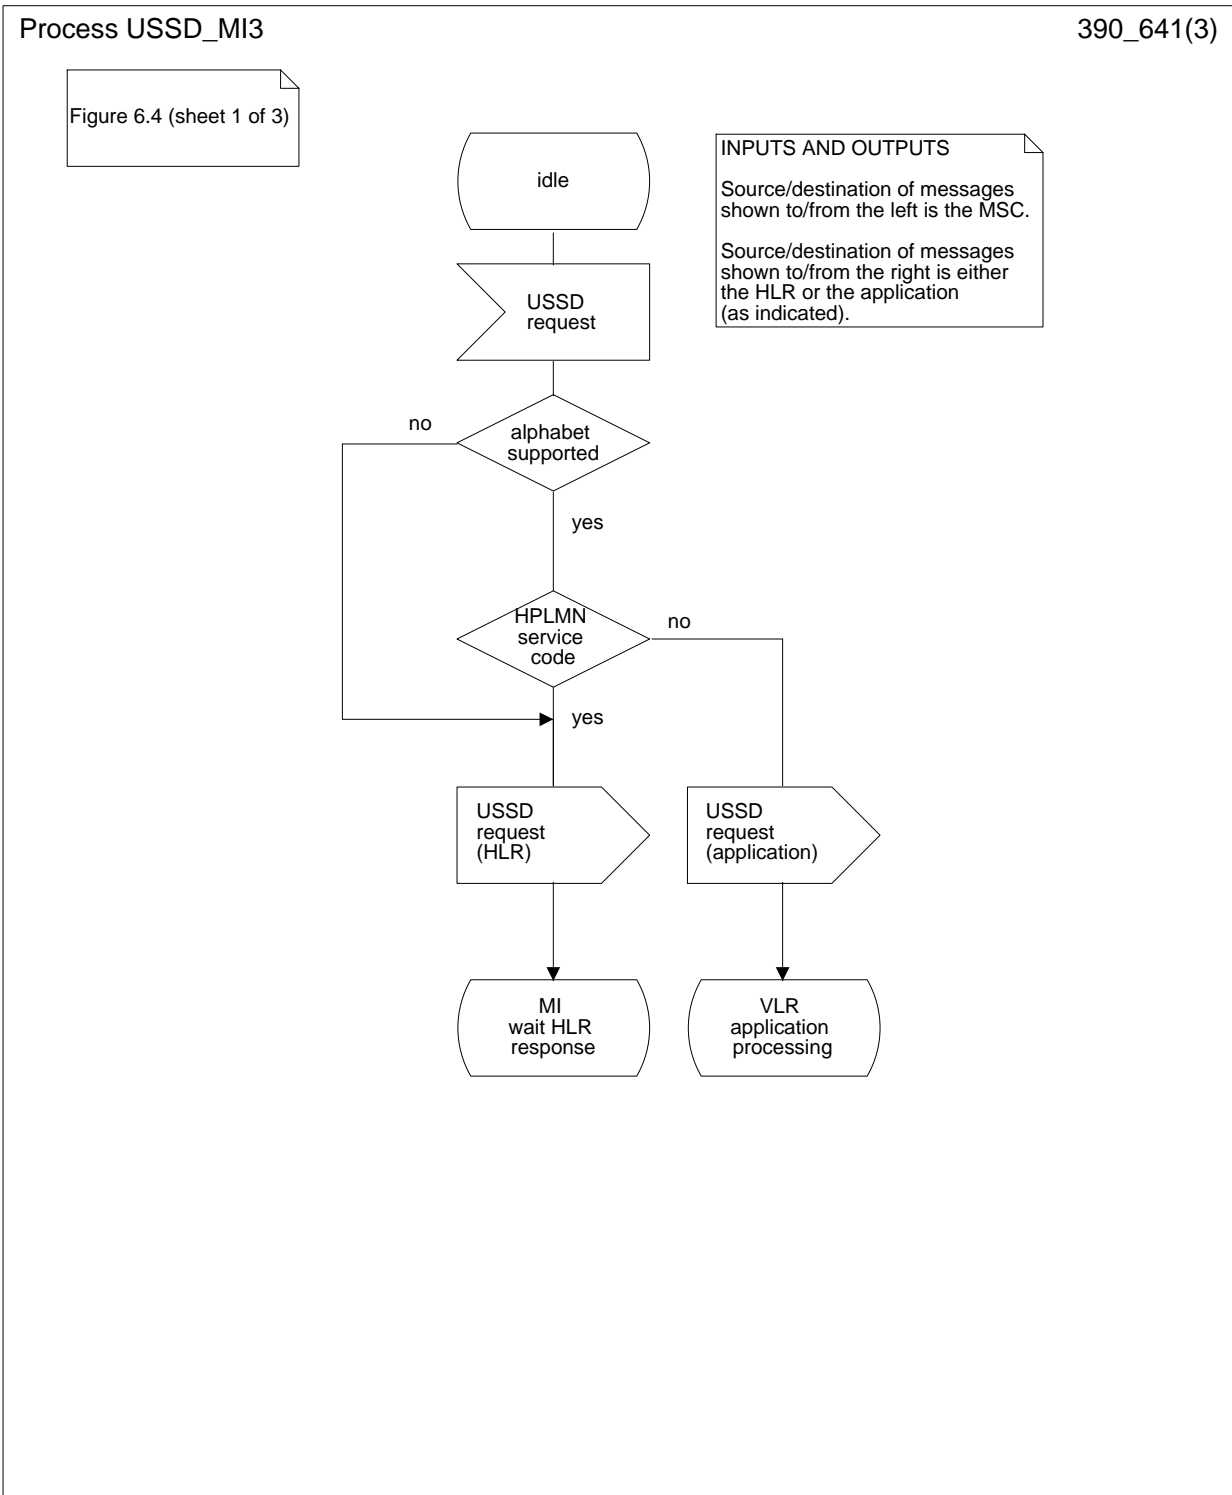 Process USSD_MI3
390_641(3)
Figure 6.4 (sheet 1 of 3)
idle
INPUTS AND OUTPUTS
Source/destination of messages
shown to/from the left is the MSC.
Source/destination of messages
shown to/from the right is either
the HLR or the application
(as indicated).
USSD
request
no
alphabet
supported
yes
HPLMN
service
code
no
yes
USSD
request
(HLR)
USSD
request
(application)
MI
wait HLR
response
VLR
application
processing